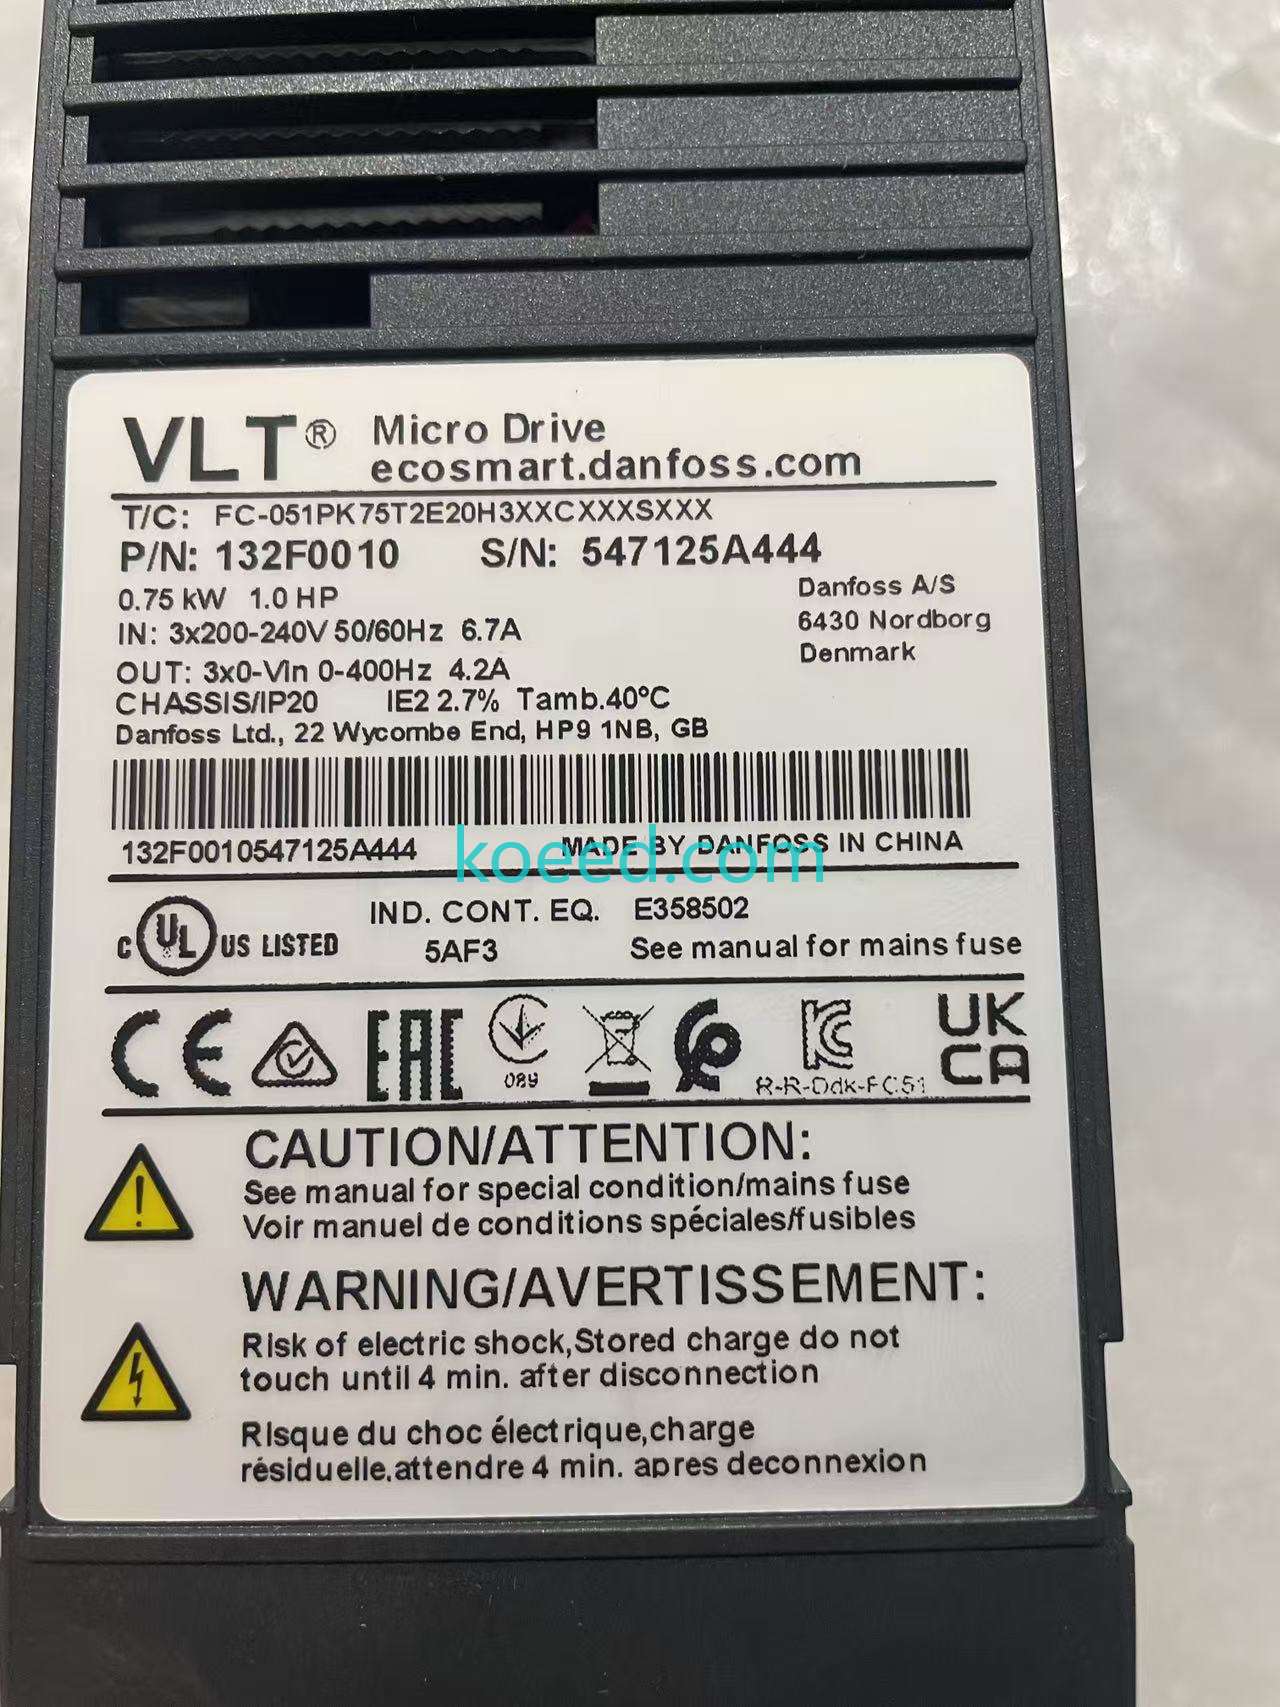 VLT® Micro Drive
ecosmart.danfoss.com
T/C: FC-051PK75T2E20H3XXCXXXSXXX
P/N: 132F0010 S/N: 547125A444
0.75 kW 1.0 HP
IN: 3x200-240V 50/60Hz 6.7A
OUT: 3x0-Vin 0-400Hz 4.2A
CHASSIS/IP20 IE2 2.7% Tamb.40°C
Danfoss A/S
6430 Nordborg
Denmark
Danfoss Ltd., 22 Wycombe End, HP9 1NB, GB
132F0010547125A444 MADE BY DANFOSS IN CHINA
koeed.com
C UL US LISTED
IND. CONT. EQ. E358502
5AF3 See manual for mains fuse
CE EAC 089 KC UK CA
R-R-Ddk-FC51
CAUTION/ATTENTION:
See manual for special condition/mains fuse
Voir manuel de conditions spéciales/fusibles
WARNING/AVERTISSEMENT:
Risk of electric shock,Stored charge do not
touch until 4 min. after disconnection
Risque du choc électrique,charge
résiduelle,attendre 4 min. apres deconnexion